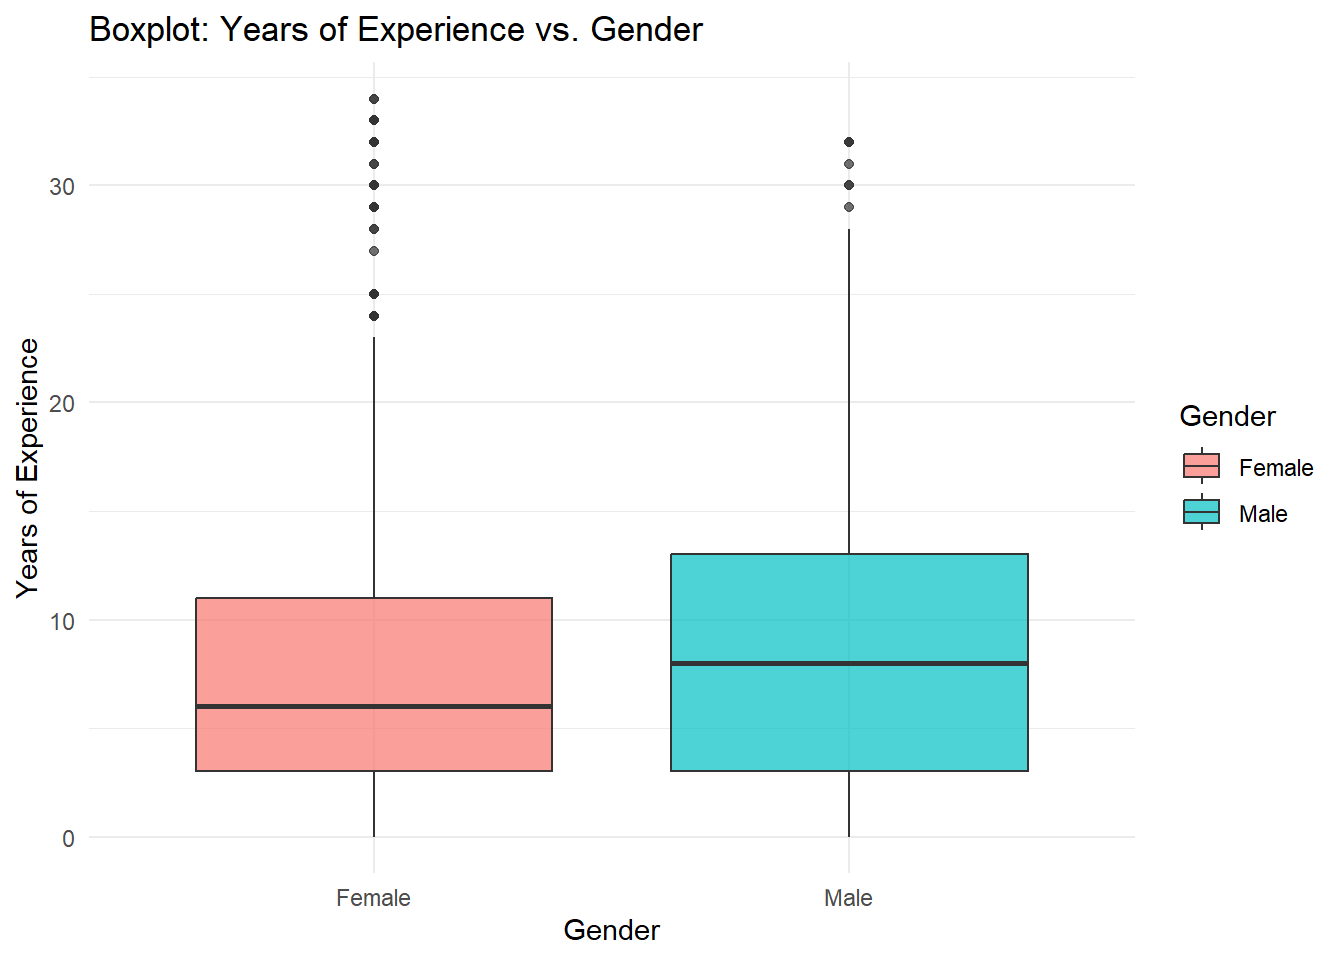 Boxplot: Years of Experience vs. Gender
Years of Experience
30
20
10
0
Female
Male
Gender
Gender
Female
Male